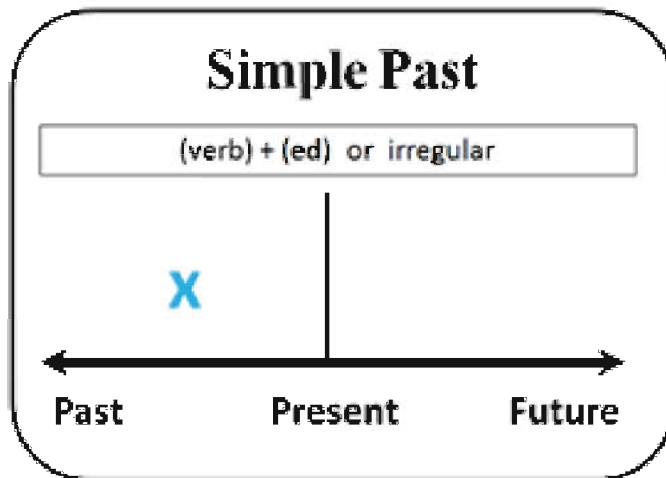 Simple Past
(verb) + (ed) or irregular
X
Past Present Future